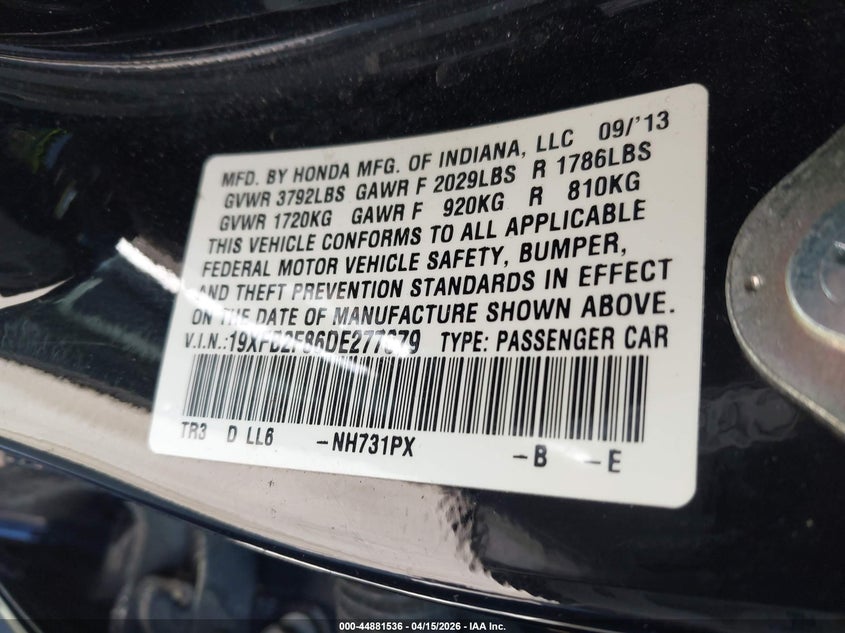 MFD. BY HONDA MFG. OF INDIANA, LLC 09/'13
GVWR 3792LBS GAWR F 2029LBS R 1786LBS
GVWR 1720KG GAWR F 920KG R 810KG
THIS VEHICLE CONFORMS TO ALL APPLICABLE
FEDERAL MOTOR VEHICLE SAFETY, BUMPER,
AND THEFT PREVENTION STANDARDS IN EFFECT
ON THE DATE OF MANUFACTURE SHOWN ABOVE.
V.I.N.:19XFB2F86DE277679 TYPE: PASSENGER CAR
TR3 D LL6 -NH731PX -B -E
000-44881536 - 04/15/2026 - IAA Inc.